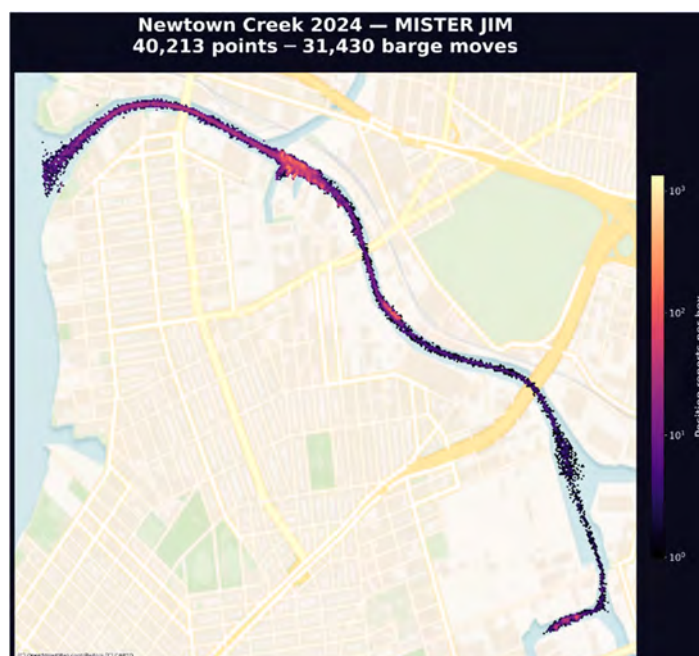 Newtown Creek 2024 — MISTER JIM
40,213 points – 31,430 barge moves
10³
10²
10¹
10⁰